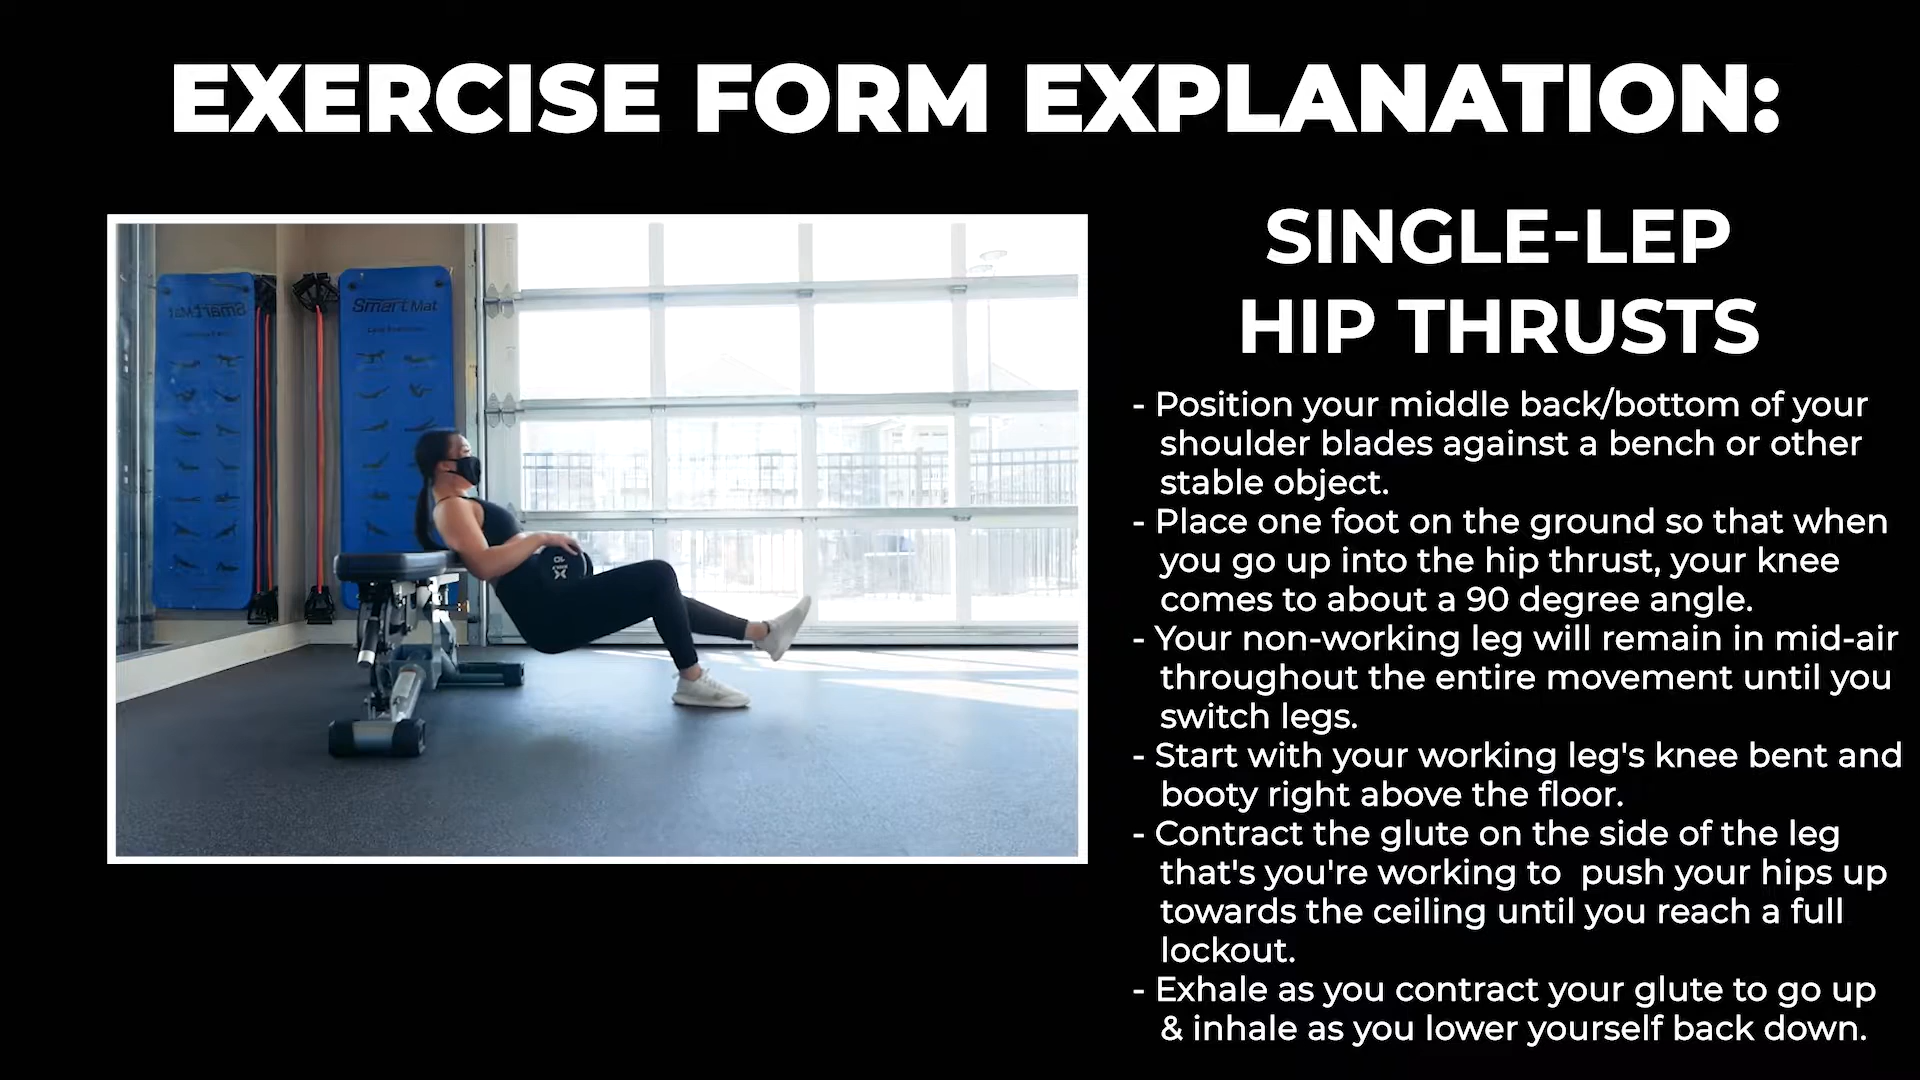 EXERCISE FORM EXPLANATION:
SINGLE-LEP
HIP THRUSTS
- Position your middle back/bottom of your
shoulder blades against a bench or other
stable object.
- Place one foot on the ground so that when
you go up into the hip thrust, your knee
comes to about a 90 degree angle.
- Your non-working leg will remain in mid-air
throughout the entire movement until you
switch legs.
- Start with your working leg's knee bent and
booty right above the floor.
- Contract the glute on the side of the leg
that's you're working to  push your hips up
towards the ceiling until you reach a full
lockout.
- Exhale as you contract your glute to go up
& inhale as you lower yourself back down.
SmartMat
SmartMat
10